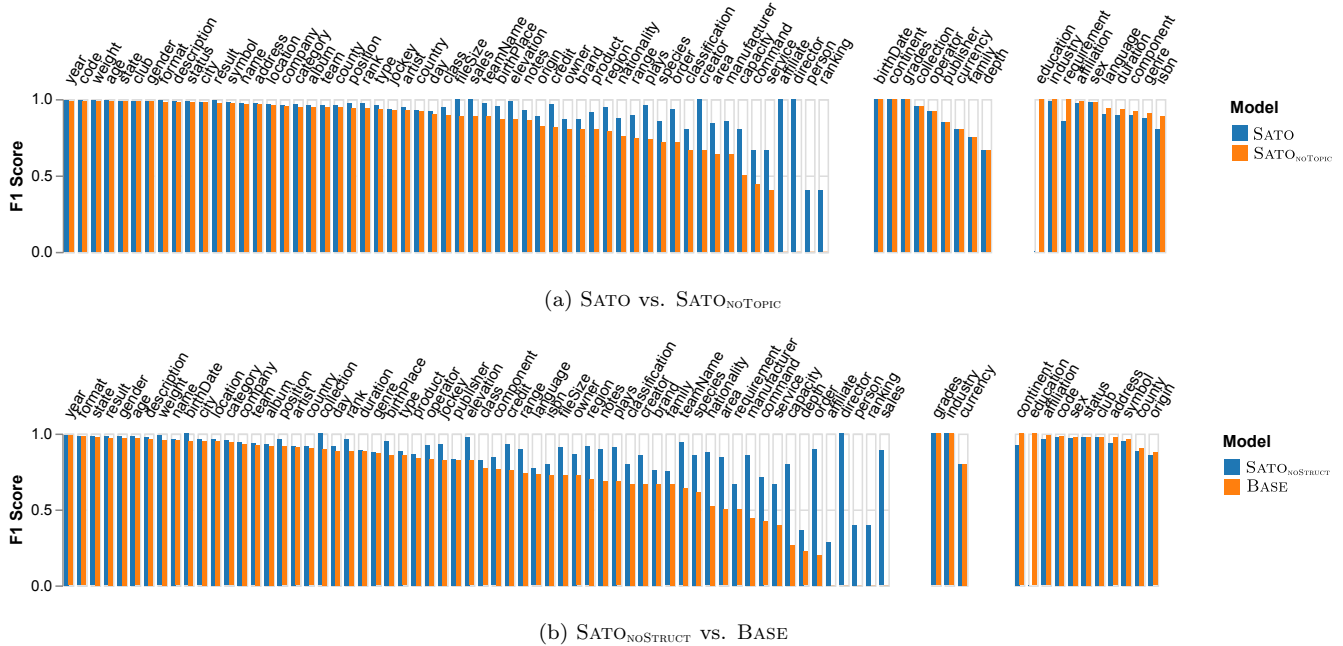 year code weight age state club gender format description status city result symbol name address location company category album team county position rank type jockey artist country day class fileSize sales teamName birthPlace elevation notes origin credit owner brand product region nationality range plays species order classification creator area manufacturer capacity command service affiliate director person ranking
birthDate continent grades collection operator publisher currency family depth
education industry requirement affiliation sex language duration component genre isbn
1.0
0.5
0.0
F1 Score
Model
SATO
SATO_NOTOPIC
(a) SATO vs. SATO_NOTOPIC
year format state result gender age description weight name birthDate city location category company team album position artist country collection day rank duration genre birthPlace type product operator jockey publisher elevation class component credit range language isbn fileSize owner region notes plays classification creator brand family teamName species nationality area requirement manufacturer command service capacity depth order affiliate director person ranking sales
grades industry currency
continent education affiliation code sex status club address symbol county origin
1.0
0.5
0.0
F1 Score
Model
SATO_NOSTRUCT
BASE
(b) SATO_NOSTRUCT vs. BASE